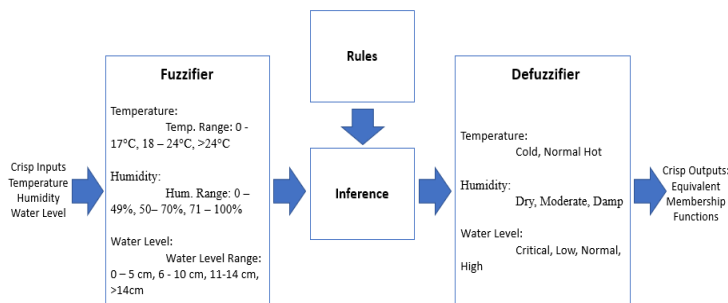 Crisp Inputs
Temperature
Humidity
Water Level
Fuzzifier
Temperature:
Temp. Range: 0 -
17°C, 18 – 24°C, >24°C
Humidity:
Hum. Range: 0 –
49%, 50– 70%, 71 – 100%
Water Level:
Water Level Range:
0 – 5 cm, 6 - 10 cm, 11-14 cm,
>14cm
Rules
Inference
Defuzzifier
Temperature:
Cold, Normal Hot
Humidity:
Dry, Moderate, Damp
Water Level:
Critical, Low, Normal,
High
Crisp Outputs:
Equivalent
Membership
Functions